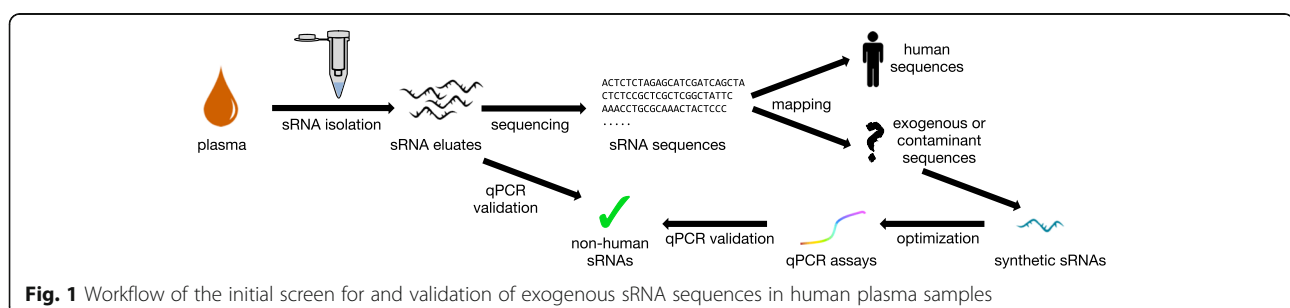 plasma
sRNA isolation
sRNA eluates
sequencing
ACTCTCTAGAGCATCGATCAGCTA
CTCTCCGCTCGCTCGGCTATTC
AAACCTGCGCAAACTACTCCC
.....
sRNA sequences
mapping
human
sequences
?
exogenous or
contaminant
sequences
qPCR
validation
non-human
sRNAs
qPCR validation
qPCR assays
optimization
synthetic sRNAs
Fig. 1 Workflow of the initial screen for and validation of exogenous sRNA sequences in human plasma samples